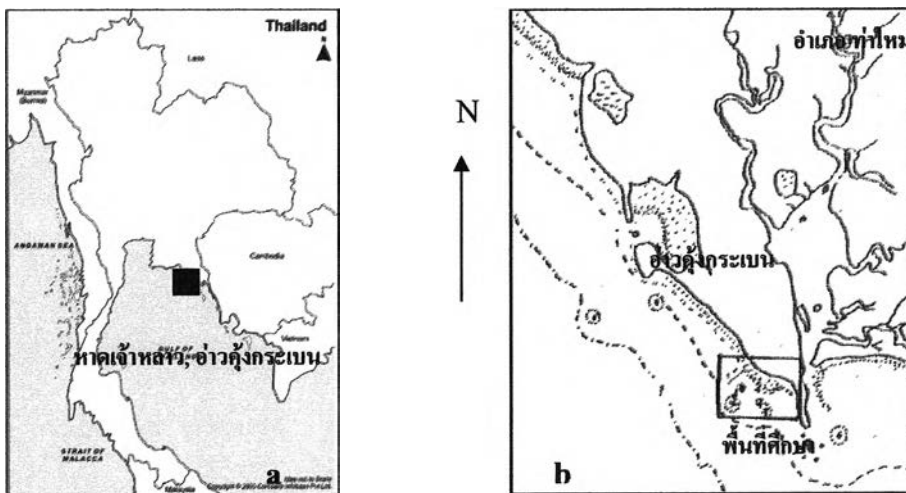 Thailand
N
Laos
Myanmar
(Burma)
ANDAMAN SEA
Cambodia
Vietnam
GULF OF
หาดเจ้าหลาว, อ่าวคุ้งกระเบน
STRAIT OF
MALACCA
Malaysia
a
N
อำเภอท่าใหม่
อ่าวคุ้งกระเบน
พื้นที่ศึกษา
b